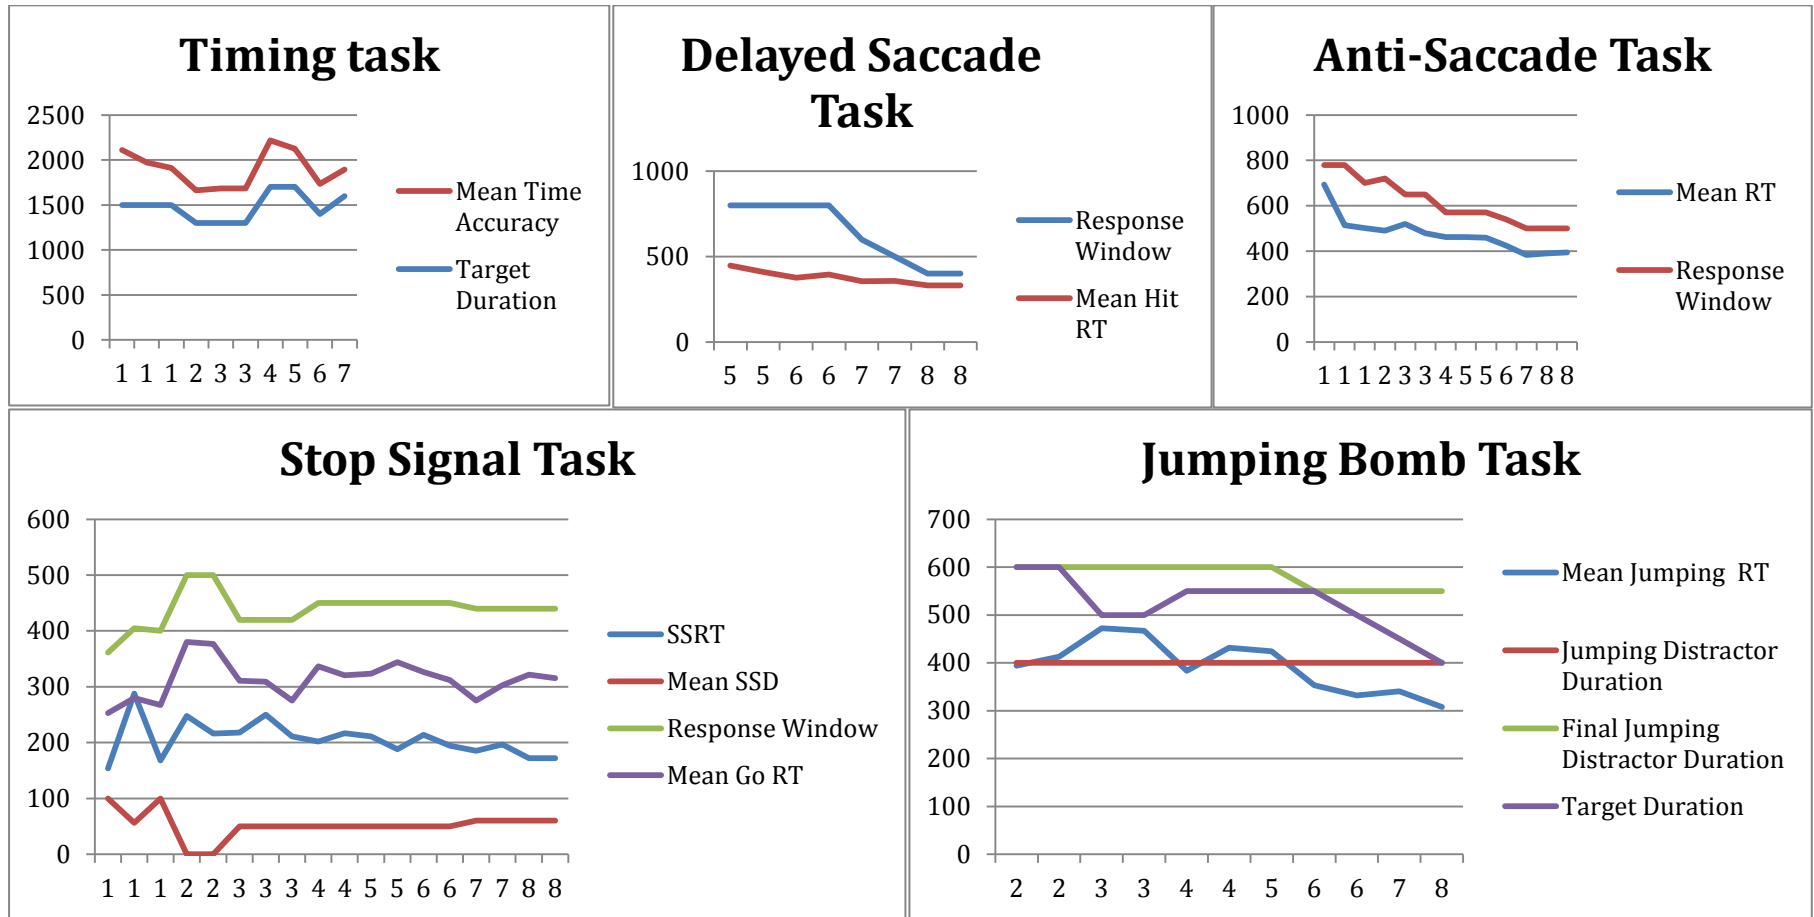 Timing task
2500
2000
1500
1000
500
0
1 1 1 2 3 3 4 5 6 7
Mean Time
Accuracy
Target
Duration
Delayed Saccade
Task
1000
500
0
5 5 6 6 7 7 8 8
Response
Window
Mean Hit
RT
Anti-Saccade Task
1000
800
600
400
200
0
1 1 1 2 3 3 4 5 5 6 7 8 8
Mean RT
Response
Window
Stop Signal Task
600
500
400
300
200
100
0
1 1 1 2 2 3 3 3 4 4 5 5 6 6 7 7 8 8
SSRT
Mean SSD
Response Window
Mean Go RT
Jumping Bomb Task
700
600
500
400
300
200
100
0
2 2 3 3 4 4 5 6 6 7 8
Mean Jumping RT
Jumping Distractor
Duration
Final Jumping
Distractor Duration
Target Duration